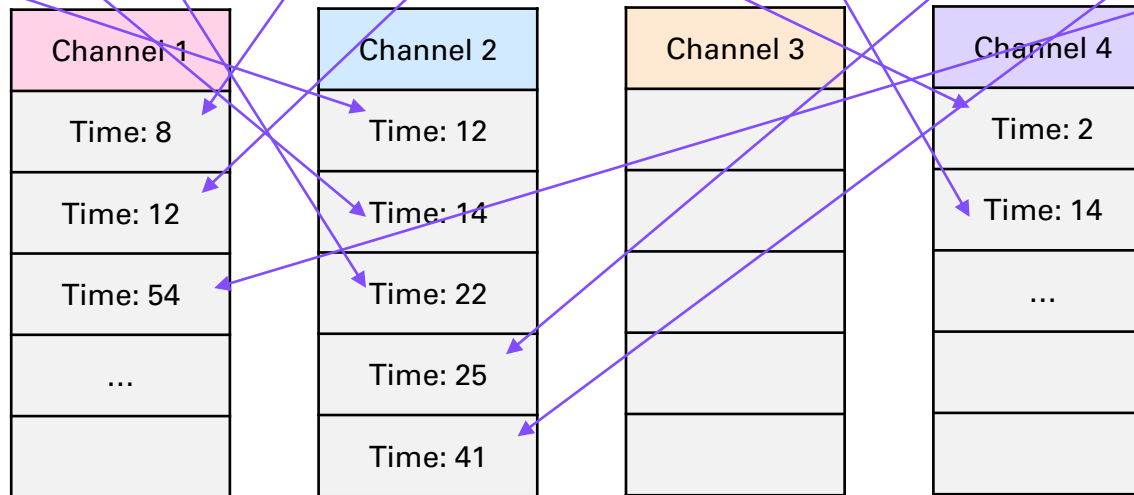 Channel 1
Channel 2
Channel 3
Channel 4
Time: 8
Time: 12
Time: 2
Time: 12
Time: 14
Time: 14
Time: 54
Time: 22
...
...
Time: 25
Time: 41